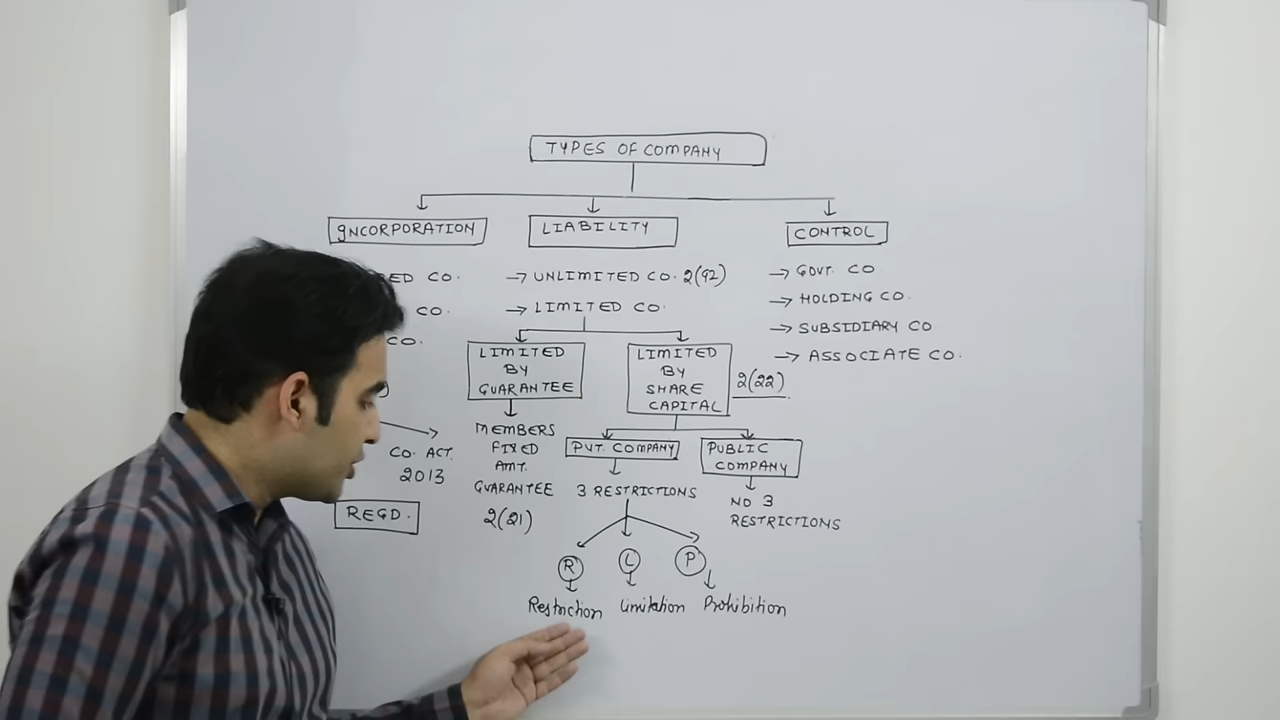 TYPES OF COMPANY
INCORPORATION
LIABILITY
CONTROL
CO.
CO.
CO.
CO. ACT.
2013
REGD.
→ UNLIMITED CO. 2(92)
→ LIMITED CO.
LIMITED
BY
GUARANTEE
MEMBERS
FIXED
AMT.
GUARANTEE
2(21)
LIMITED
BY
SHARE
CAPITAL
2(22)
PVT. COMPANY
3 RESTRICTIONS
R
L
P
Restriction
Limitation
Prohibition
PUBLIC
COMPANY
NO 3
RESTRICTIONS
→ GOVT. CO
→ HOLDING CO.
→ SUBSIDIARY CO
→ ASSOCIATE CO.